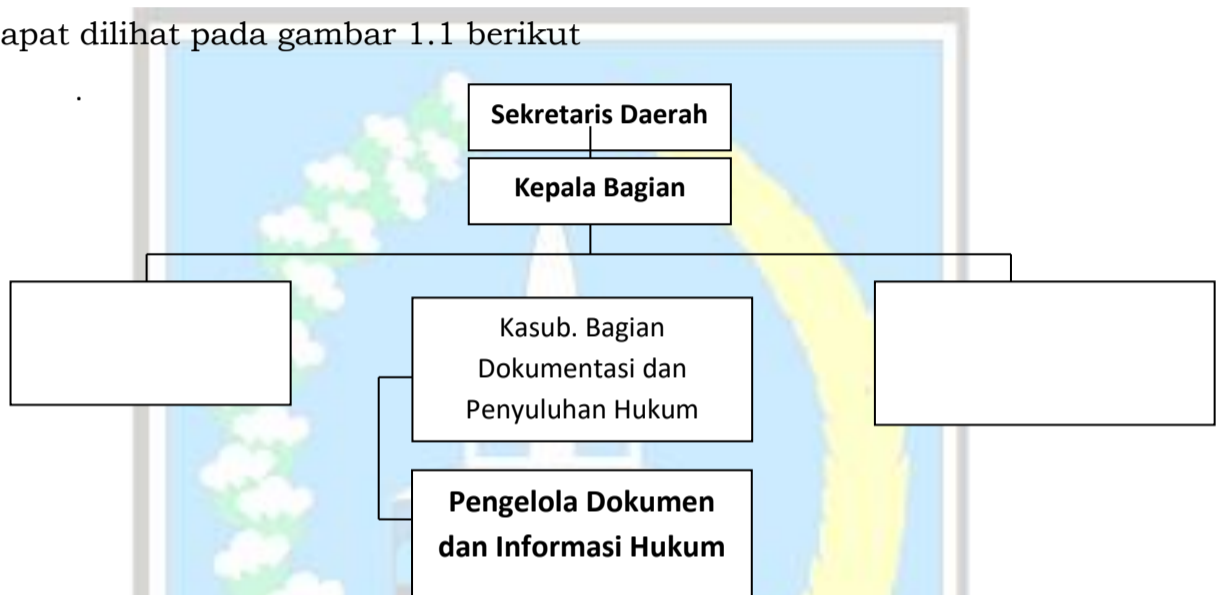 apat dilihat pada gambar 1.1 berikut
.
Sekretaris Daerah
Kepala Bagian
Kasub. Bagian
Dokumentasi dan
Penyuluhan Hukum
Pengelola Dokumen
dan Informasi Hukum